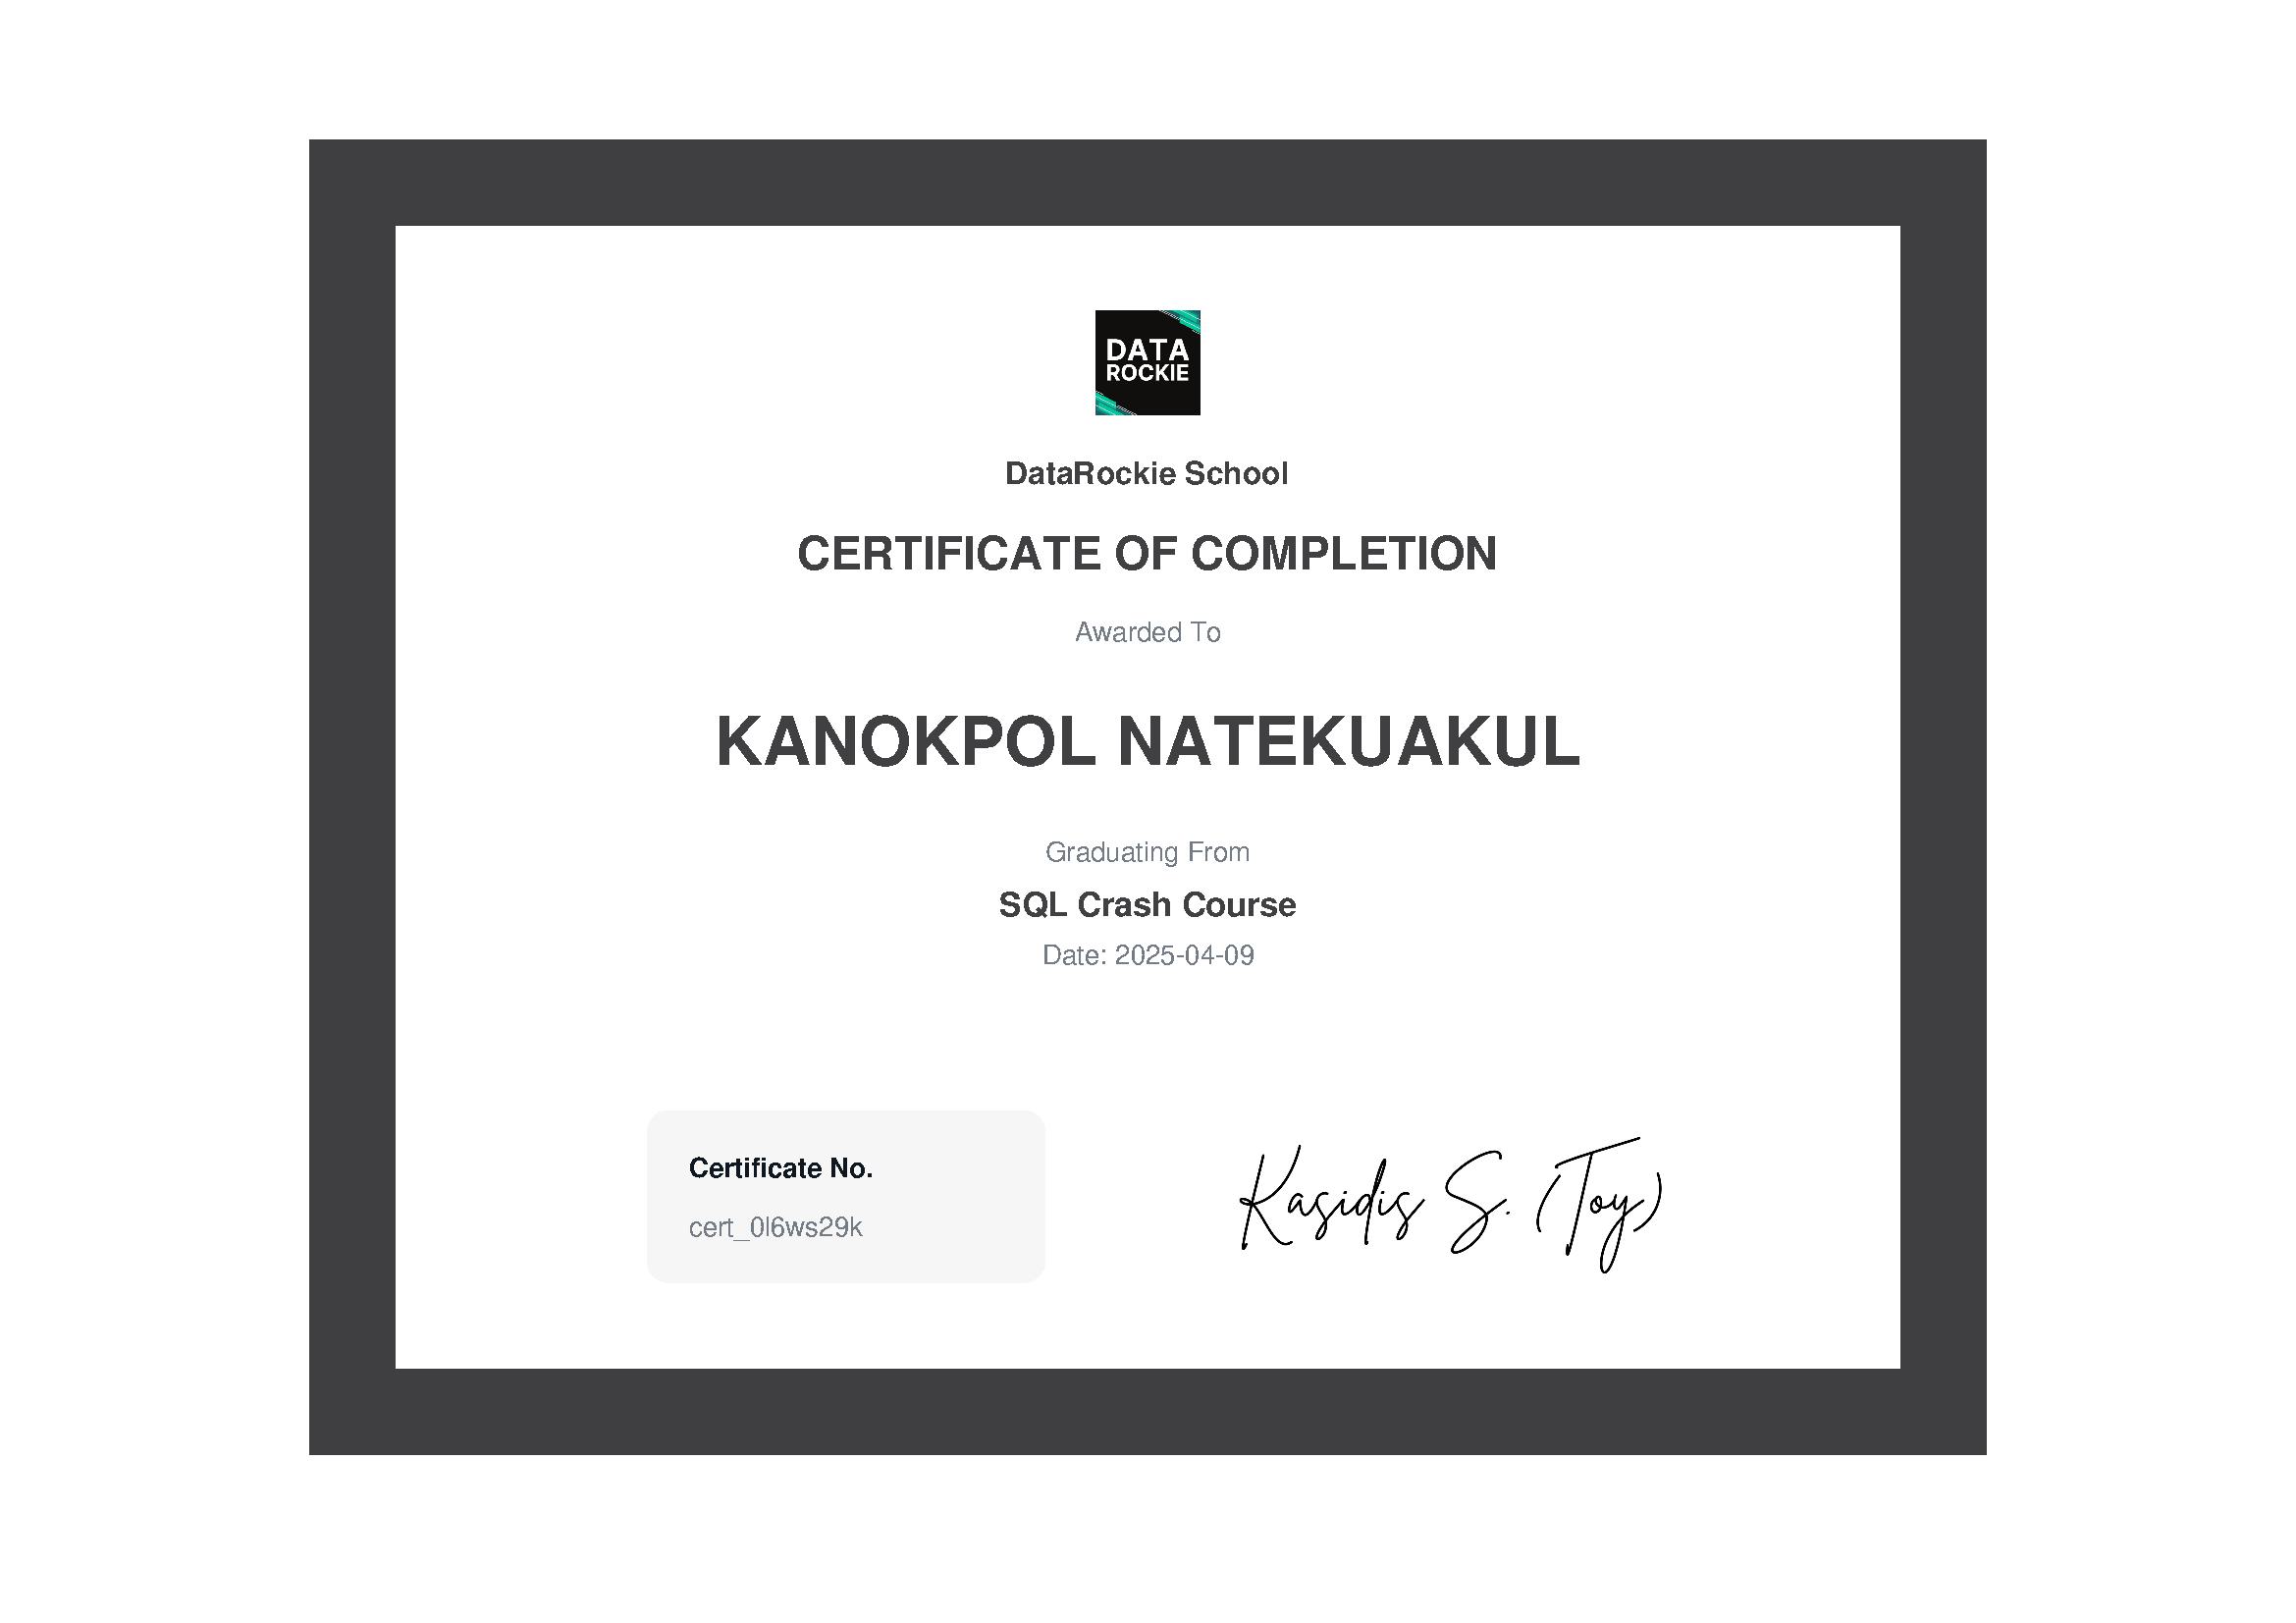 DATA
ROCKIE
DataRockie School
CERTIFICATE OF COMPLETION
Awarded To
KANOKPOL NATEKUAKUL
Graduating From
SQL Crash Course
Date: 2025-04-09
Certificate No.
cert_0l6ws29k
Kasidis S. (Toy)